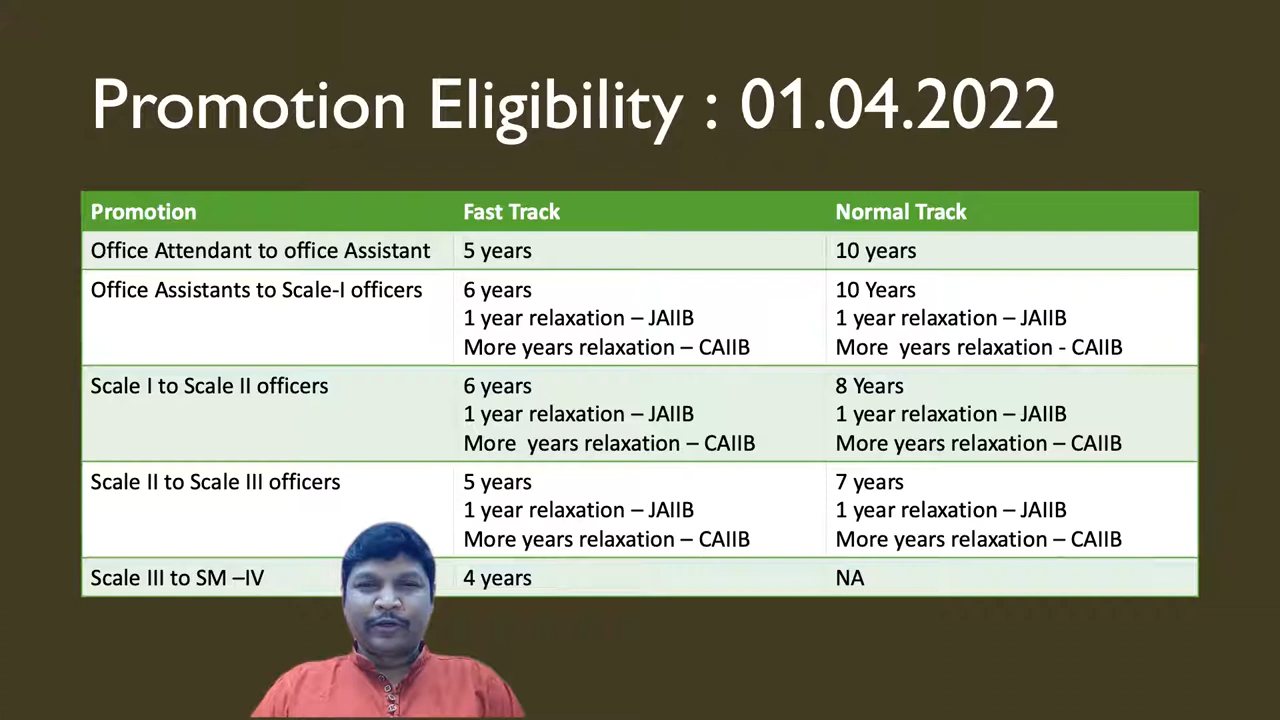 Promotion Eligibility : 01.04.2022
Promotion Fast Track Normal Track
Office Attendant to office Assistant 5 years 10 years
Office Assistants to Scale-I officers 6 years 10 Years
1 year relaxation – JAIIB 1 year relaxation – JAIIB
More years relaxation – CAIIB More years relaxation - CAIIB
Scale I to Scale II officers 6 years 8 Years
1 year relaxation – JAIIB 1 year relaxation – JAIIB
More years relaxation – CAIIB More years relaxation – CAIIB
Scale II to Scale III officers 5 years 7 years
1 year relaxation – JAIIB 1 year relaxation – JAIIB
More years relaxation – CAIIB More years relaxation – CAIIB
Scale III to SM –IV 4 years NA